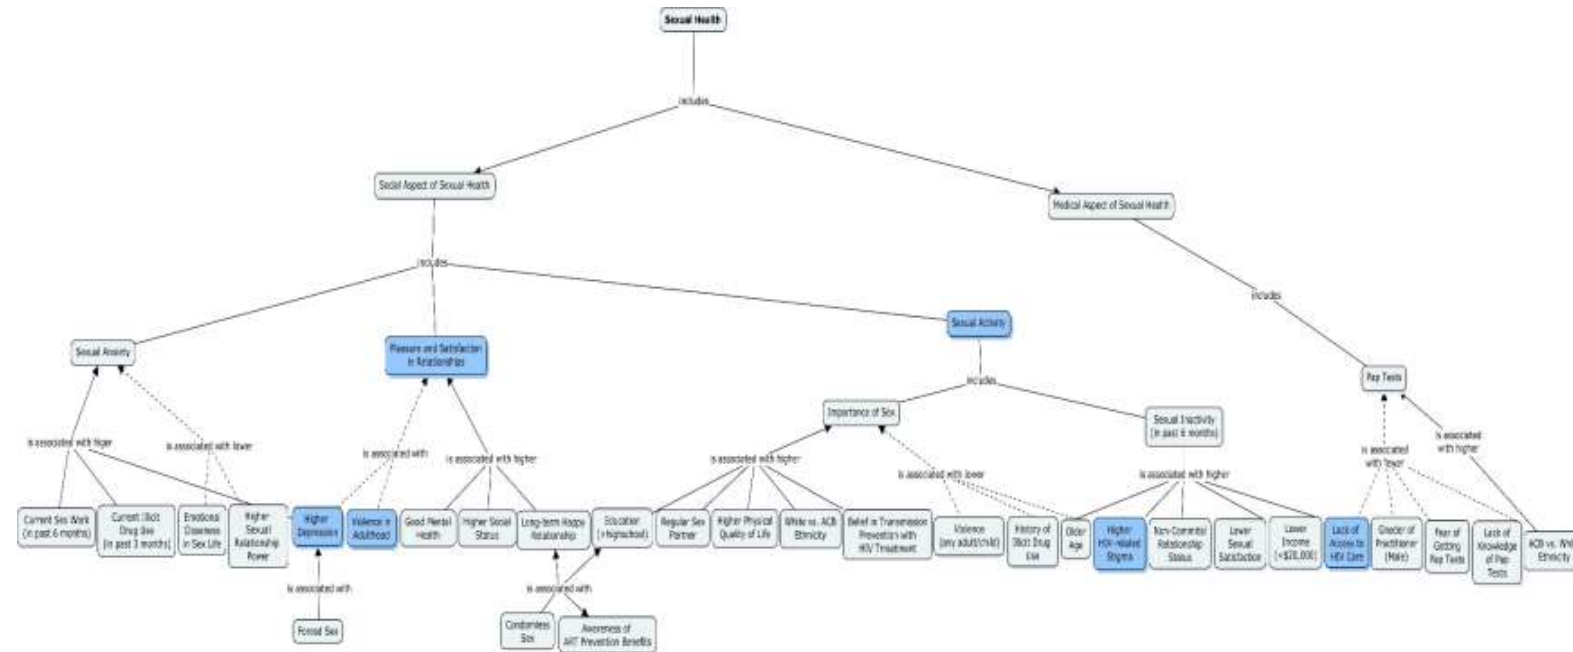 Sexual Health
includes
Social Aspect of Sexual Health
Medical Aspect of Sexual Health
includes
includes
Sexual Activity
Sexual Anxiety
Pleasure and Satisfaction
in Relationships
Pap Tests
includes
Importance of Sex
Sexual Inactivity
(in past 6 months)
is associated with higer
is associated with lower
is associated with
is associated with higher
is associated with higher
is associated with lower
is associated with higher
is associated
with fewer
is associated
with higher
Current Sex Work
(in past 6 months)
Current Illicit
Drug Use
(in past 3 months)
Emotional
Closeness
in Sex Life
Higher
Sexual
Relationship
Power
Higher
Depression
Violence in
Adulthood
Good Mental
Health
Higher Social
Status
Long-term Happy
Relationship
Education
(>highschool)
Regular Sex
Partner
Higher Physical
Quality of Life
White vs. ACB
Ethnicity
Belief in Transmission
Prevention with
HIV Treatment
Violence
(any adult/child)
History of
Illicit Drug
Use
Older
Age
Higher
HIV-related
Stigma
Relationship
Status
Lower
Sexual
Satisfaction
Lower
Income
(<$20,000)
Lack of
Access to
HIV Care
Gender of
Practitioner
(Male)
Fear of
Getting
Pap Tests
Lack of
Knowledge
of Pap
Tests
ACB vs. Whi
Ethnicity
is associated with
is associated with
Forced Sex
Condomless
Sex
Awareness of
ART Prevention Benefits